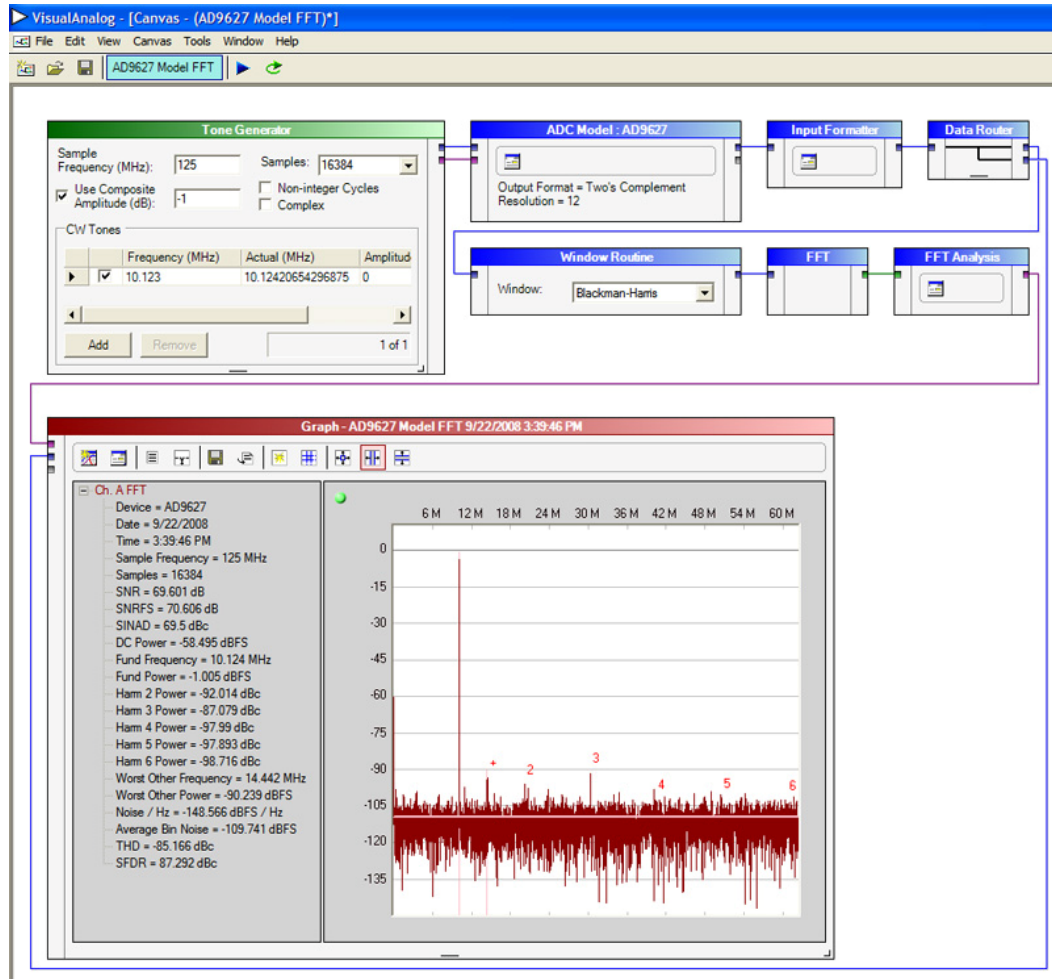 VisualAnalog - [Canvas - (AD9627 Model FFT)*]
File Edit View Canvas Tools Window Help
AD9627 Model FFT
Tone Generator
Sample Frequency (MHz): 125 Samples: 16384
Use Composite Amplitude (dB): -1
Non-integer Cycles
Complex
CW Tones
Frequency (MHz) Actual (MHz) Amplitud
10.123 10.12420654296875 0
Add Remove 1 of 1
ADC Model : AD9627
Output Format = Two's Complement
Resolution = 12
Input Formatter
Data Router
Window Routine
Window: Blackman-Harris
FFT
FFT Analysis
Graph - AD9627 Model FFT 9/22/2008 3:39:46 PM
Ch. A FFT
Device = AD9627
Date = 9/22/2008
Time = 3:39:46 PM
Sample Frequency = 125 MHz
Samples = 16384
SNR = 69.601 dB
SNRFS = 70.606 dB
SINAD = 69.5 dBc
DC Power = -58.495 dBFS
Fund Frequency = 10.124 MHz
Fund Power = -1.005 dBFS
Harm 2 Power = -92.014 dBc
Harm 3 Power = -87.079 dBc
Harm 4 Power = -97.99 dBc
Harm 5 Power = -97.893 dBc
Harm 6 Power = -98.716 dBc
Worst Other Frequency = 14.442 MHz
Worst Other Power = -90.239 dBFS
Noise / Hz = -148.566 dBFS / Hz
Average Bin Noise = -109.741 dBFS
THD = -85.166 dBc
SFDR = 87.292 dBc
6 M 12 M 18 M 24 M 30 M 36 M 42 M 48 M 54 M 60 M
0
-15
-30
-45
-60
-75
-90
-105
-120
-135
+ 2 3 4 5 6